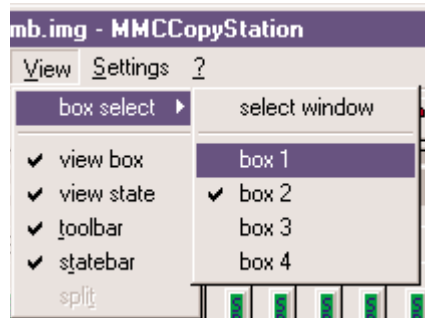 mb.img - MMCCopyStation
View Settings ?
box select
view box
view state
toolbar
statebar
split
select window
box 1
box 2
box 3
box 4